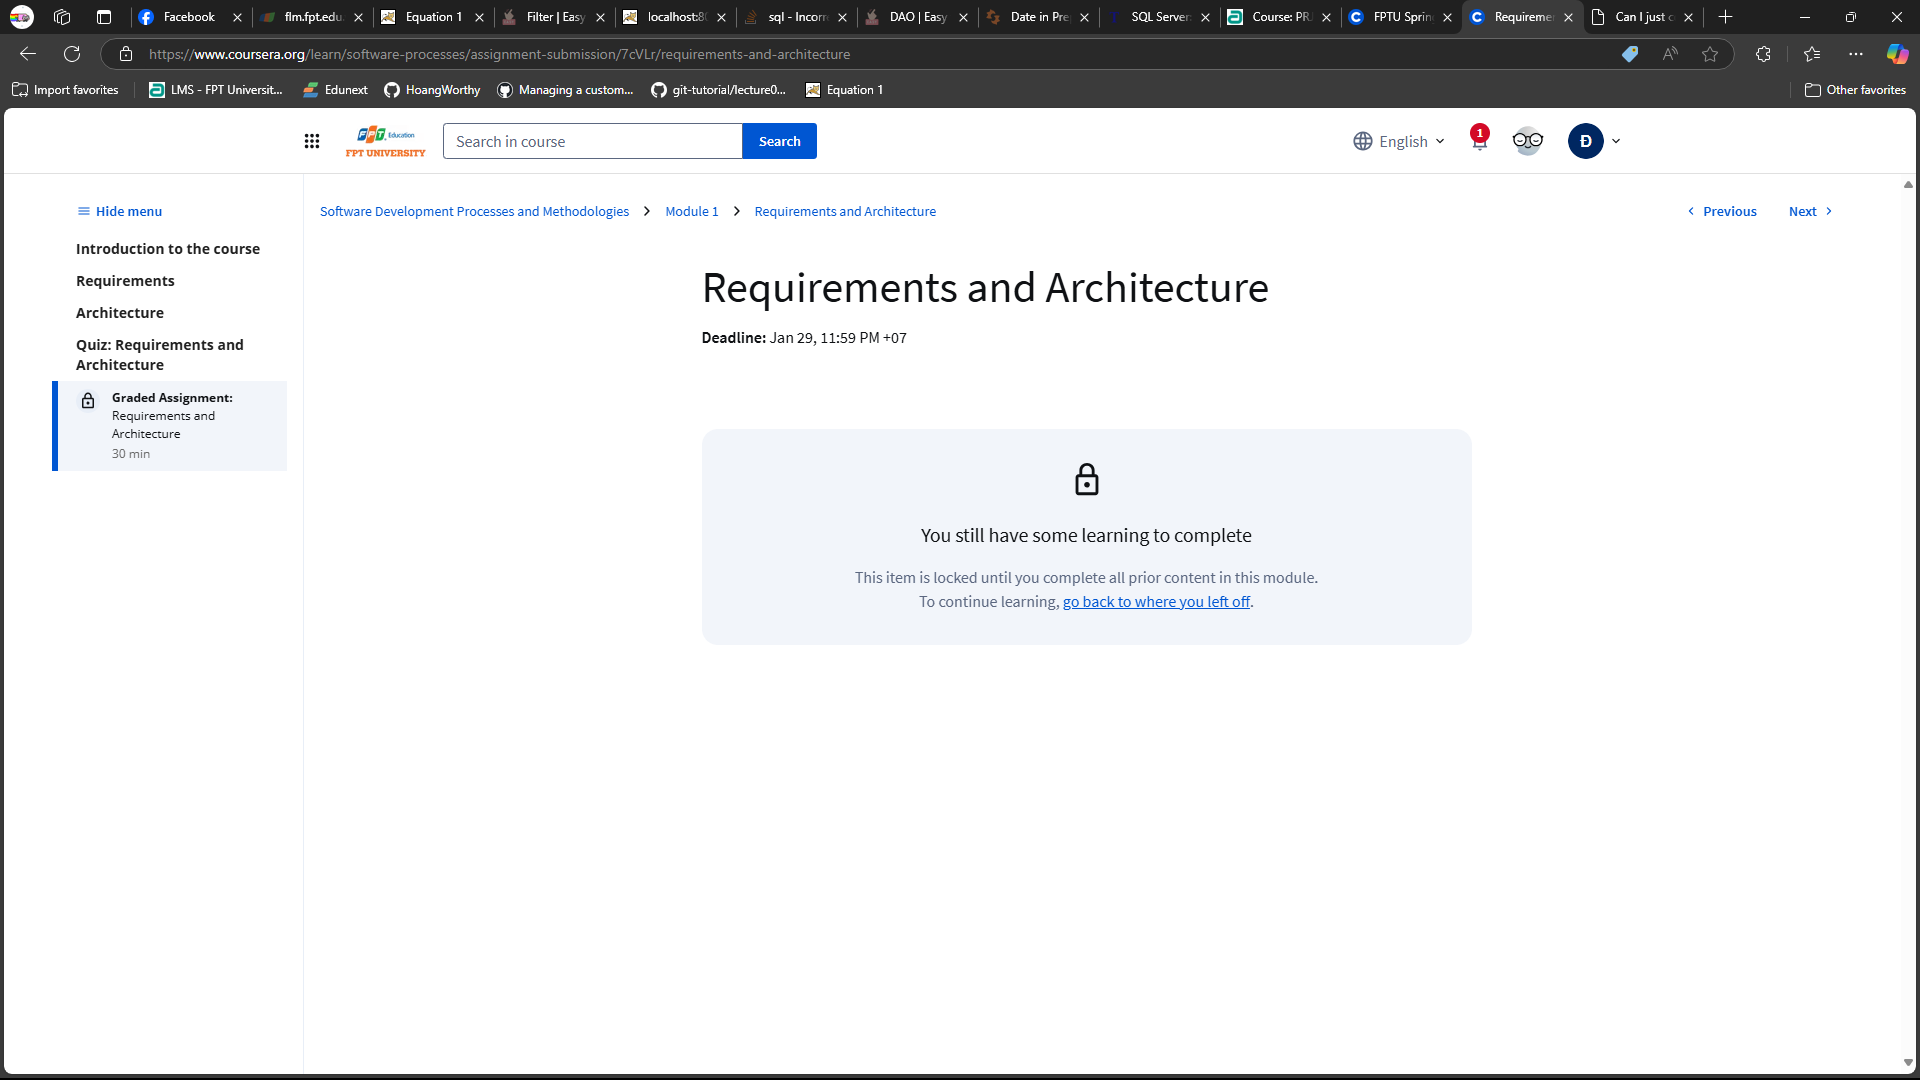 Facebook
flm.fpt.edu.
Equation 1
Filter | Easy
localhost:80
sql - Incorre
DAO | Easy
Date in Prep
SQL Server:
Course: PRJ
FPTU Spring
Requiremen
Can I just c
https://www.coursera.org/learn/software-processes/assignment-submission/7cVLr/requirements-and-architecture
Import favorites
LMS - FPT Universit...
Edunext
HoangWorthy
Managing a custom...
git-tutorial/lecture0...
Equation 1
Other favorites
FPT Education
FPT UNIVERSITY
Search in course
Search
English
1
Đ
Hide menu
Software Development Processes and Methodologies
Module 1
Requirements and Architecture
Previous
Next
Introduction to the course
Requirements
Architecture
Quiz: Requirements and
Architecture
Graded Assignment:
Requirements and
Architecture
30 min
Requirements and Architecture
Deadline: Jan 29, 11:59 PM +07
You still have some learning to complete
This item is locked until you complete all prior content in this module.
To continue learning, go back to where you left off.